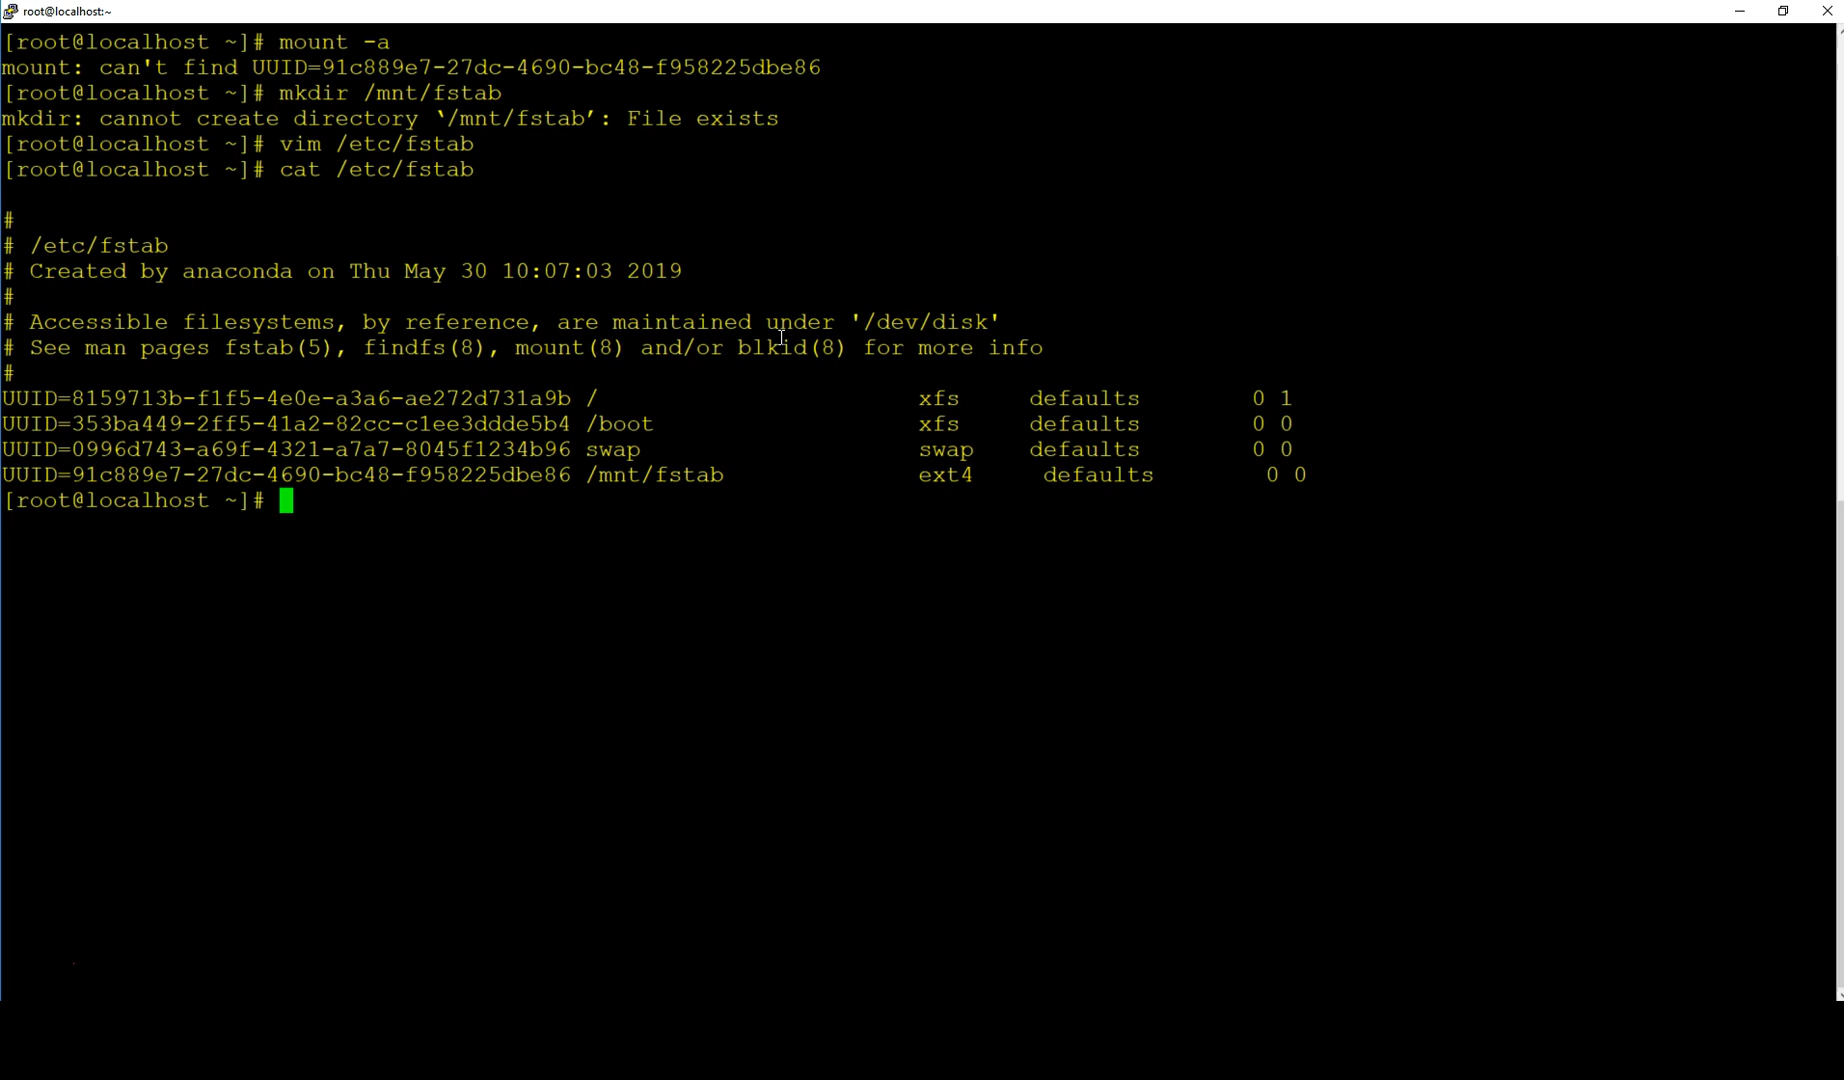 root@localhost:~
[root@localhost ~]# mount -a
mount: can't find UUID=91c889e7-27dc-4690-bc48-f958225dbe86
[root@localhost ~]# mkdir /mnt/fstab
mkdir: cannot create directory ‘/mnt/fstab’: File exists
[root@localhost ~]# vim /etc/fstab
[root@localhost ~]# cat /etc/fstab
#
# /etc/fstab
# Created by anaconda on Thu May 30 10:07:03 2019
#
# Accessible filesystems, by reference, are maintained under '/dev/disk'
# See man pages fstab(5), findfs(8), mount(8) and/or blkid(8) for more info
#
UUID=8159713b-f1f5-4e0e-a3a6-ae272d731a9b / xfs defaults 0 1
UUID=353ba449-2ff5-41a2-82cc-c1ee3ddde5b4 /boot xfs defaults 0 0
UUID=0996d743-a69f-4321-a7a7-8045f1234b96 swap swap defaults 0 0
UUID=91c889e7-27dc-4690-bc48-f958225dbe86 /mnt/fstab ext4 defaults 0 0
[root@localhost ~]#